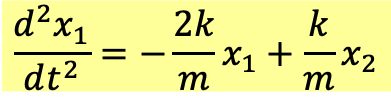 d²x₁/dt² = −2k/m x₁ + k/m x₂